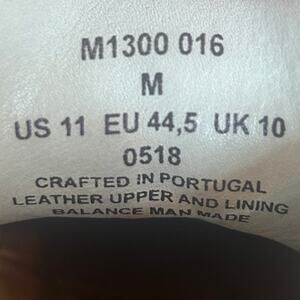 M1300 016
M
US 11 EU 44,5 UK 10
0518
CRAFTED IN PORTUGAL
LEATHER UPPER AND LINING
BALANCE MAN MADE